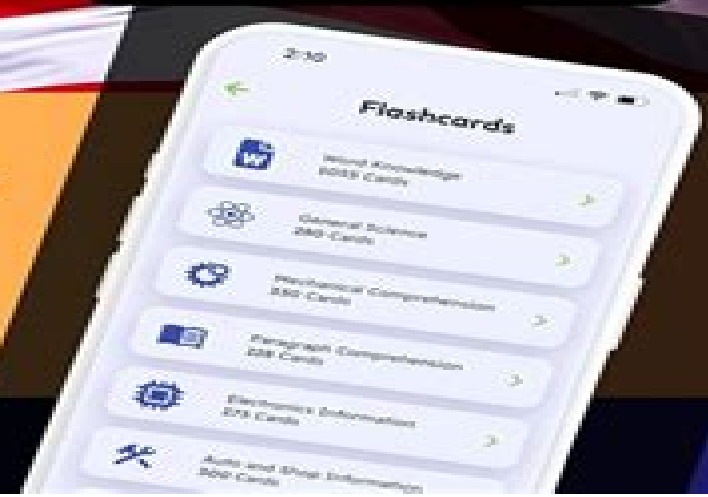 2:10
Flashcards
W
Word Knowledge
Cards
General Science
Cards
Mechanical Comprehension
Cards
Paragraph Comprehension
Cards
Electronics Information
Cards
Auto and Shop Information
Cards